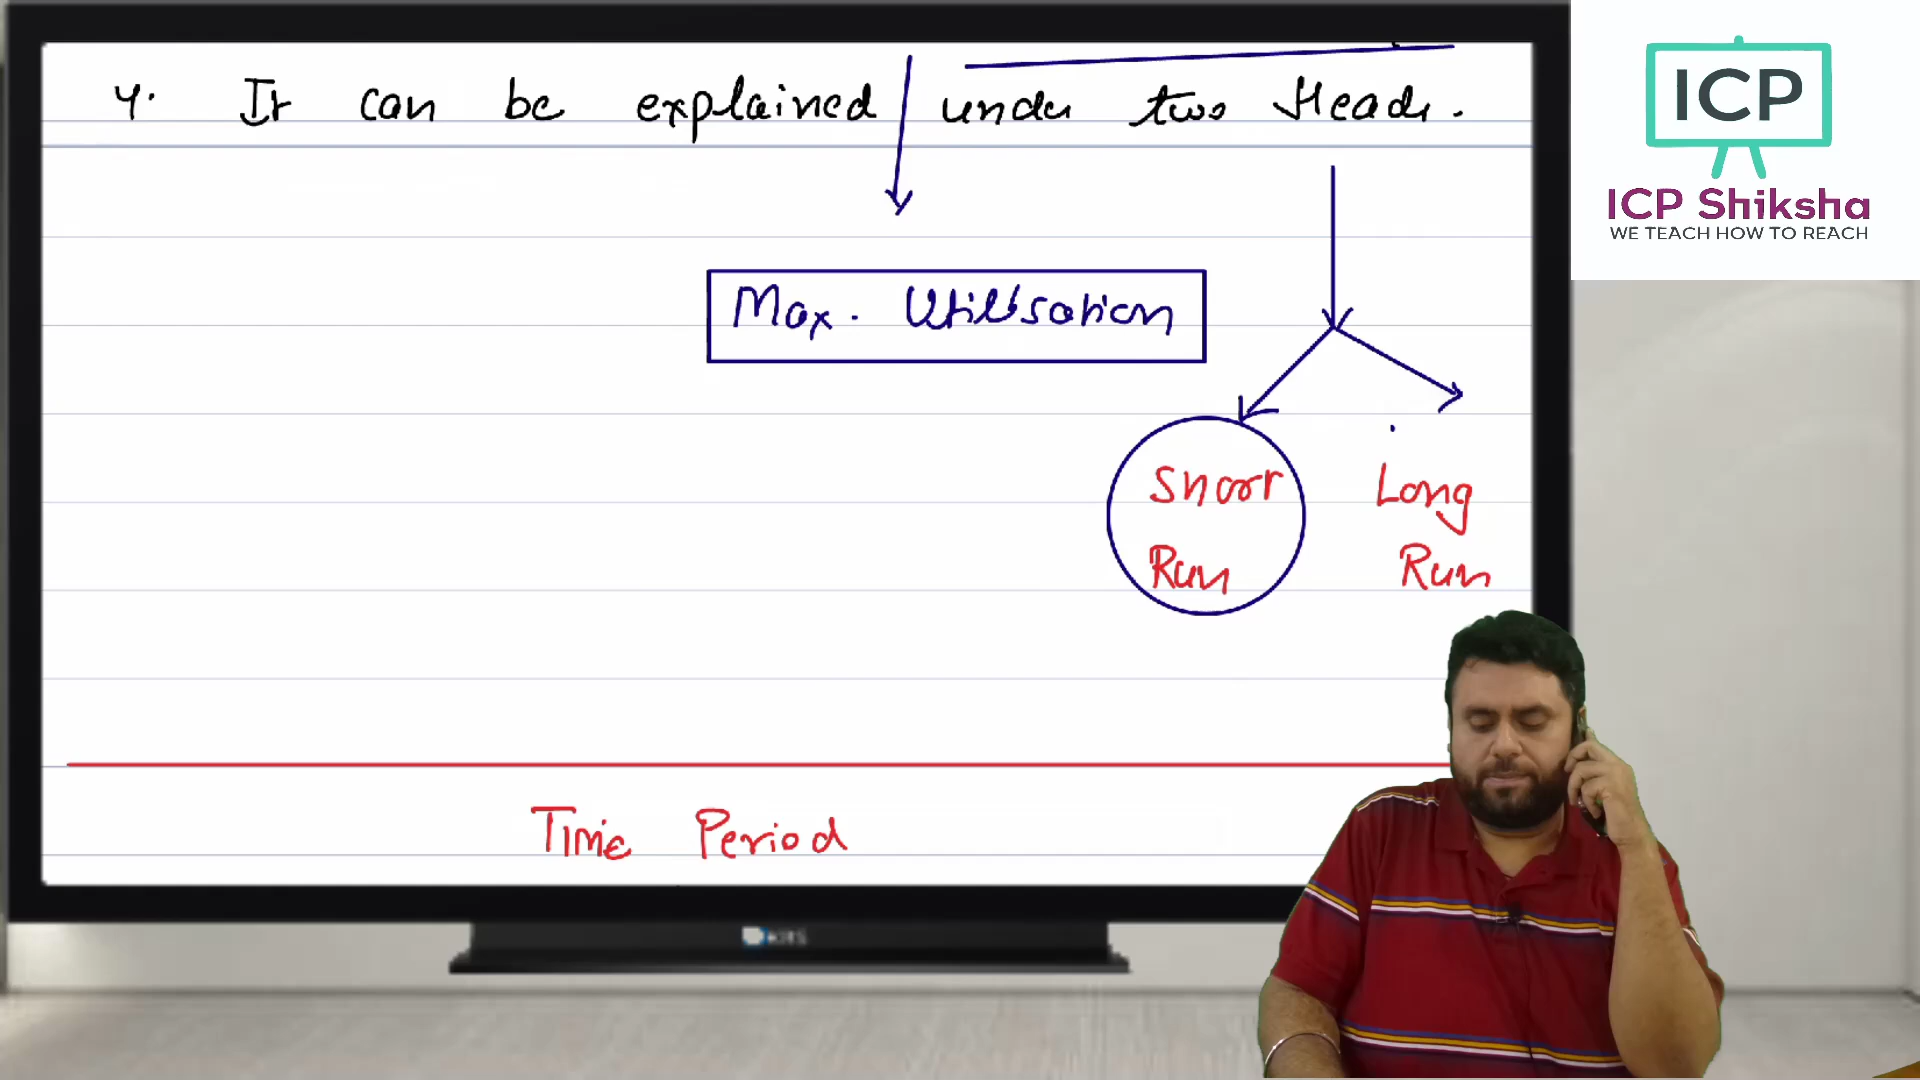 4. It can be explained under two Heads.
Max. Utilisation
Short Run
Long Run
Time Period
ICP
ICP Shiksha
WE TEACH HOW TO REACH